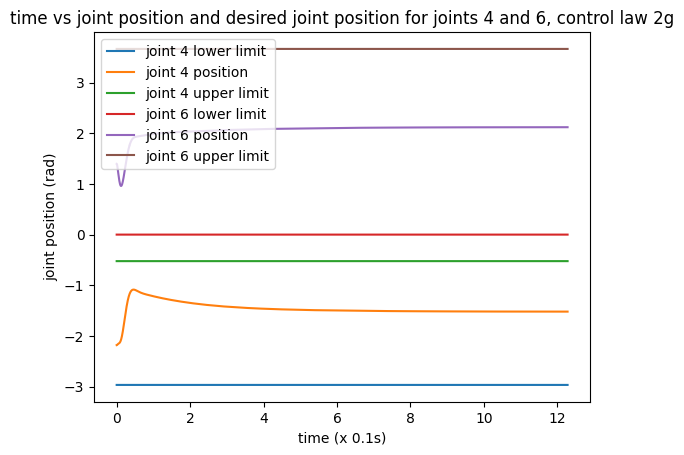 time vs joint position and desired joint position for joints 4 and 6, control law 2g
joint 4 lower limit
joint 4 position
joint 4 upper limit
joint 6 lower limit
joint 6 position
joint 6 upper limit
joint position (rad)
3
2
1
0
−1
−2
−3
0
2
4
6
8
10
12
time (x 0.1s)